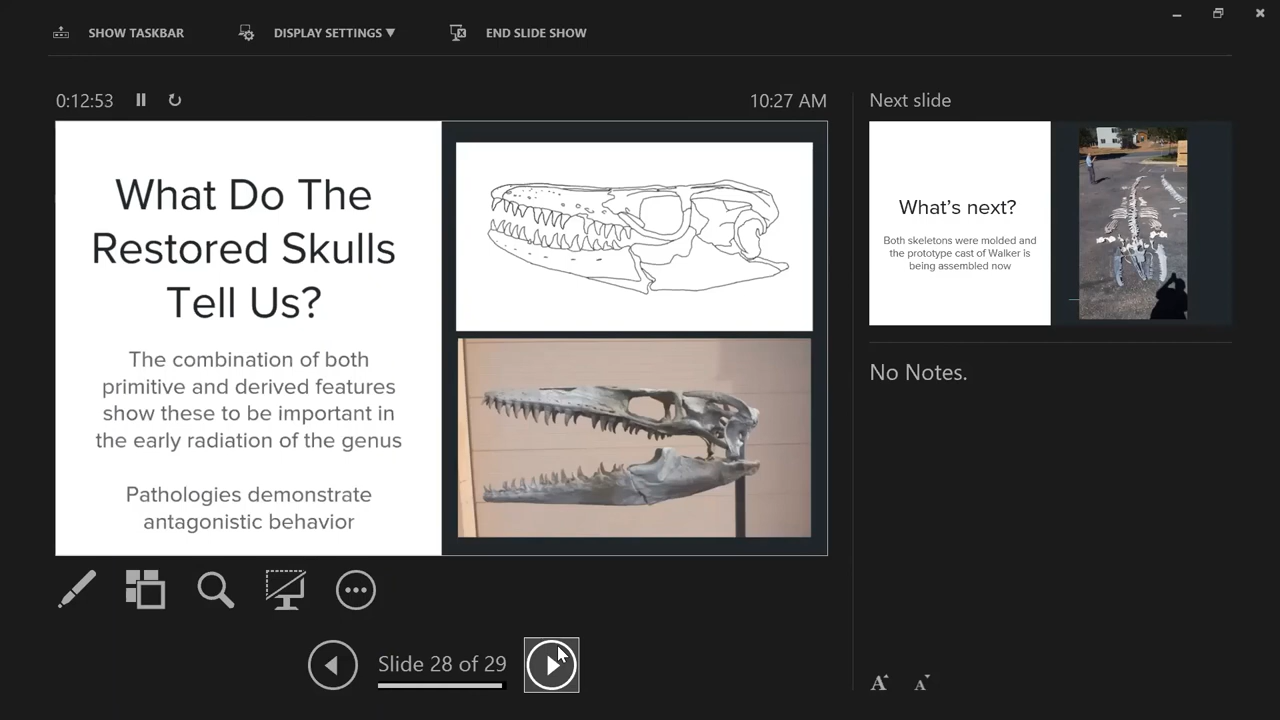 SHOW TASKBAR
DISPLAY SETTINGS ▼
END SLIDE SHOW
0:12:53
10:27 AM
What Do The
Restored Skulls
Tell Us?
The combination of both
primitive and derived features
show these to be important in
the early radiation of the genus
Pathologies demonstrate
antagonistic behavior
Slide 28 of 29
Next slide
What’s next?
Both skeletons were molded and
the prototype cast of Walker is
being assembled now
No Notes.
A
A